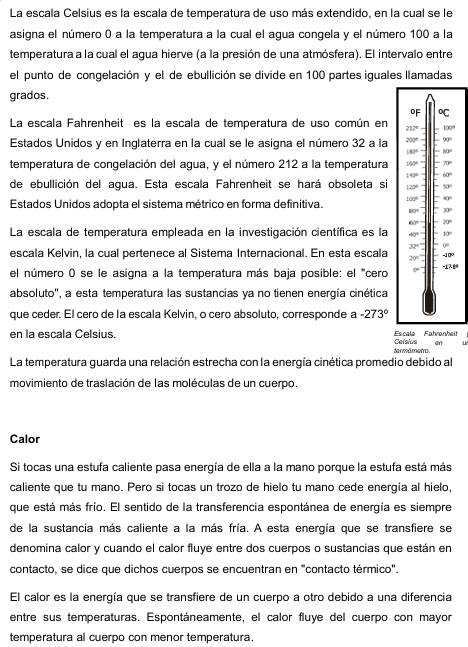 La escala Celsius es la escala de temperatura de uso más extendido, en la cual se le
asigna el número 0 a la temperatura a la cual el agua congela y el número 100 a la
temperatura a la cual el agua hierve (a la presión de una atmósfera). El intervalo entre
el punto de congelación y el de ebullición se divide en 100 partes iguales llamadas
grados.
La escala Fahrenheit es la escala de temperatura de uso común en
Estados Unidos y en Inglaterra en la cual se le asigna el número 32 a la
temperatura de congelación del agua, y el número 212 a la temperatura
de ebullición del agua. Esta escala Fahrenheit se hará obsoleta si
Estados Unidos adopta el sistema métrico en forma definitiva.
La escala de temperatura empleada en la investigación científica es la
escala Kelvin, la cual pertenece al Sistema Internacional. En esta escala
el número 0 se le asigna a la temperatura más baja posible: el "cero
absoluto", a esta temperatura las sustancias ya no tienen energía cinética
que ceder. El cero de la escala Kelvin, o cero absoluto, corresponde a -273º
en la escala Celsius.
ºF ºC
212º 100º
200º 90º
180º 80º
160º 70º
140º 60º
120º 50º
100º 40º
80º 30º
60º 20º
40º 10º
32º 0º
20º -10º
0º -17.8º
Escala Fahrenheit y
Celsius en un
termómetro.
La temperatura guarda una relación estrecha con la energía cinética promedio debido al
movimiento de traslación de las moléculas de un cuerpo.
Calor
Si tocas una estufa caliente pasa energía de ella a la mano porque la estufa está más
caliente que tu mano. Pero si tocas un trozo de hielo tu mano cede energía al hielo,
que está más frío. El sentido de la transferencia espontánea de energía es siempre
de la sustancia más caliente a la más fría. A esta energía que se transfiere se
denomina calor y cuando el calor fluye entre dos cuerpos o sustancias que están en
contacto, se dice que dichos cuerpos se encuentran en "contacto térmico".
El calor es la energía que se transfiere de un cuerpo a otro debido a una diferencia
entre sus temperaturas. Espontáneamente, el calor fluye del cuerpo con mayor
temperatura al cuerpo con menor temperatura.